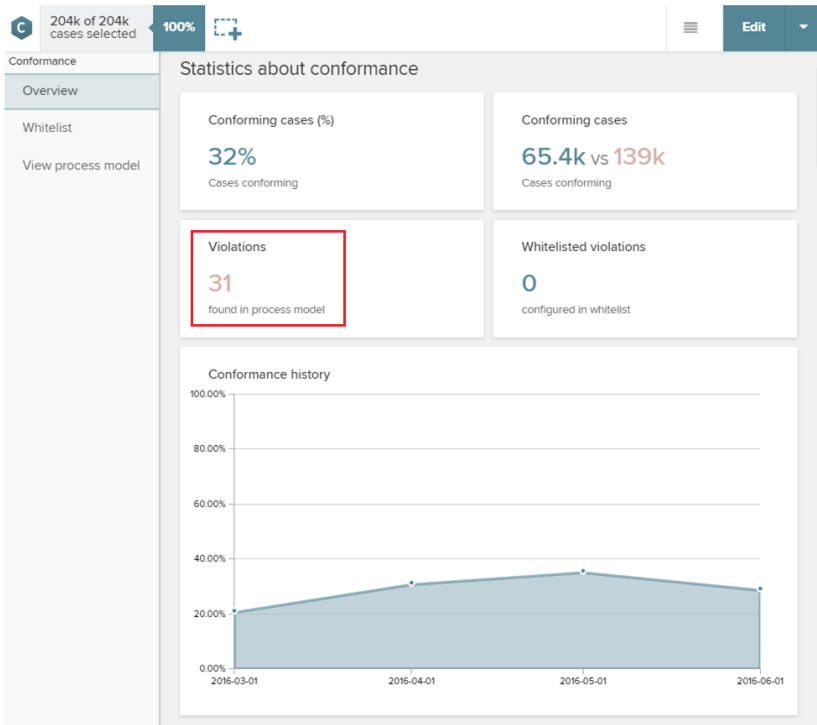 C
204k of 204k
cases selected
100%
Edit
Conformance
Overview
Whitelist
View process model
Statistics about conformance
Conforming cases (%)
32%
Cases conforming
Conforming cases
65.4k vs 139k
Cases conforming
Violations
31
found in process model
Whitelisted violations
0
configured in whitelist
Conformance history
100.00%
80.00%
60.00%
40.00%
20.00%
0.00%
2016-03-01 2016-04-01 2016-05-01 2016-06-01